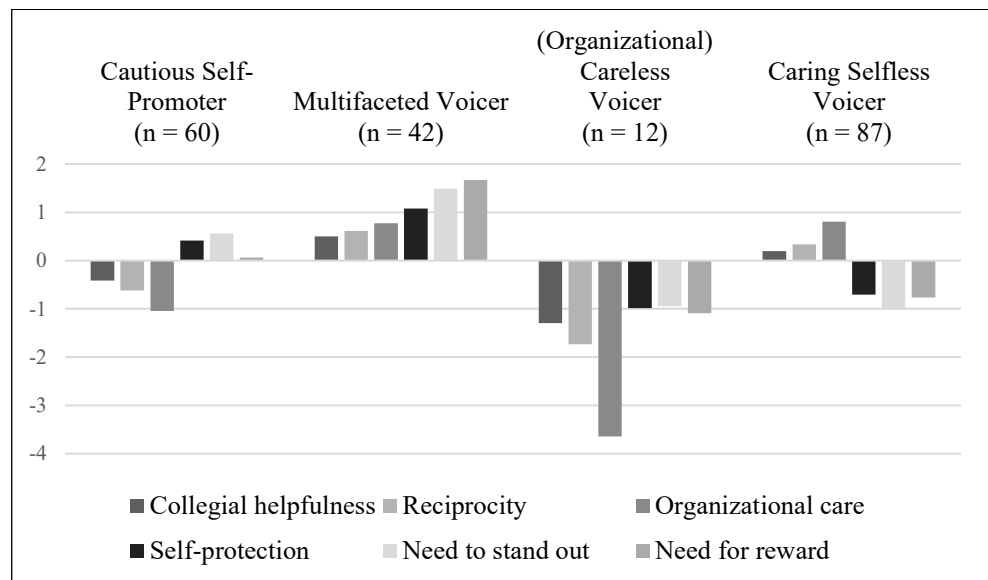 Cautious Self-
Promoter
(n = 60)
Multifaceted Voicer
(n = 42)
(Organizational)
Careless
Voicer
(n = 12)
Caring Selfless
Voicer
(n = 87)
2
1
0
-1
-2
-3
-4
Collegial helpfulness Reciprocity Organizational care
Self-protection Need to stand out Need for reward